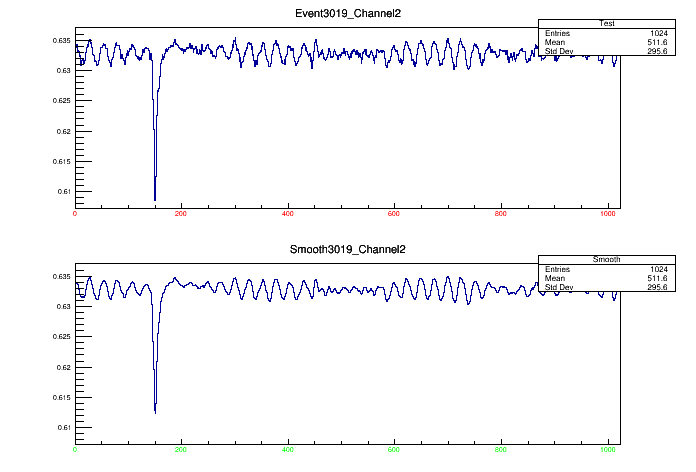 Event3019_Channel2
Test
Entries 1024
Mean 511.6
Std Dev 295.6
0.635
0.63
0.625
0.62
0.615
0.61
0 200 400 600 800 1000
Smooth3019_Channel2
Smooth
Entries 1024
Mean 511.6
Std Dev 295.6
0.635
0.63
0.625
0.62
0.615
0.61
0 200 400 600 800 1000